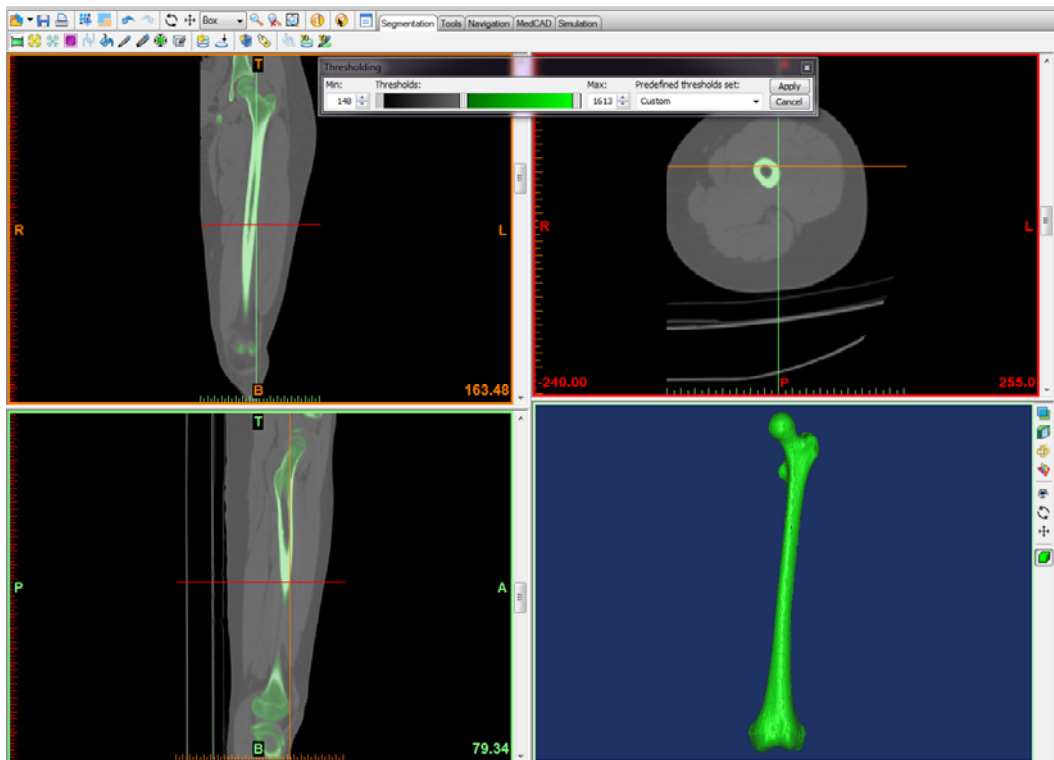 Box
Segmentation Tools Navigation MedCAD Simulation
Thresholding
Min: Thresholds: Max: Predefined thresholds set: Apply
148 1613 Custom Cancel
T
R L
B 163.48
R L
-240.00 P 255.0
T
P A
B 79.34